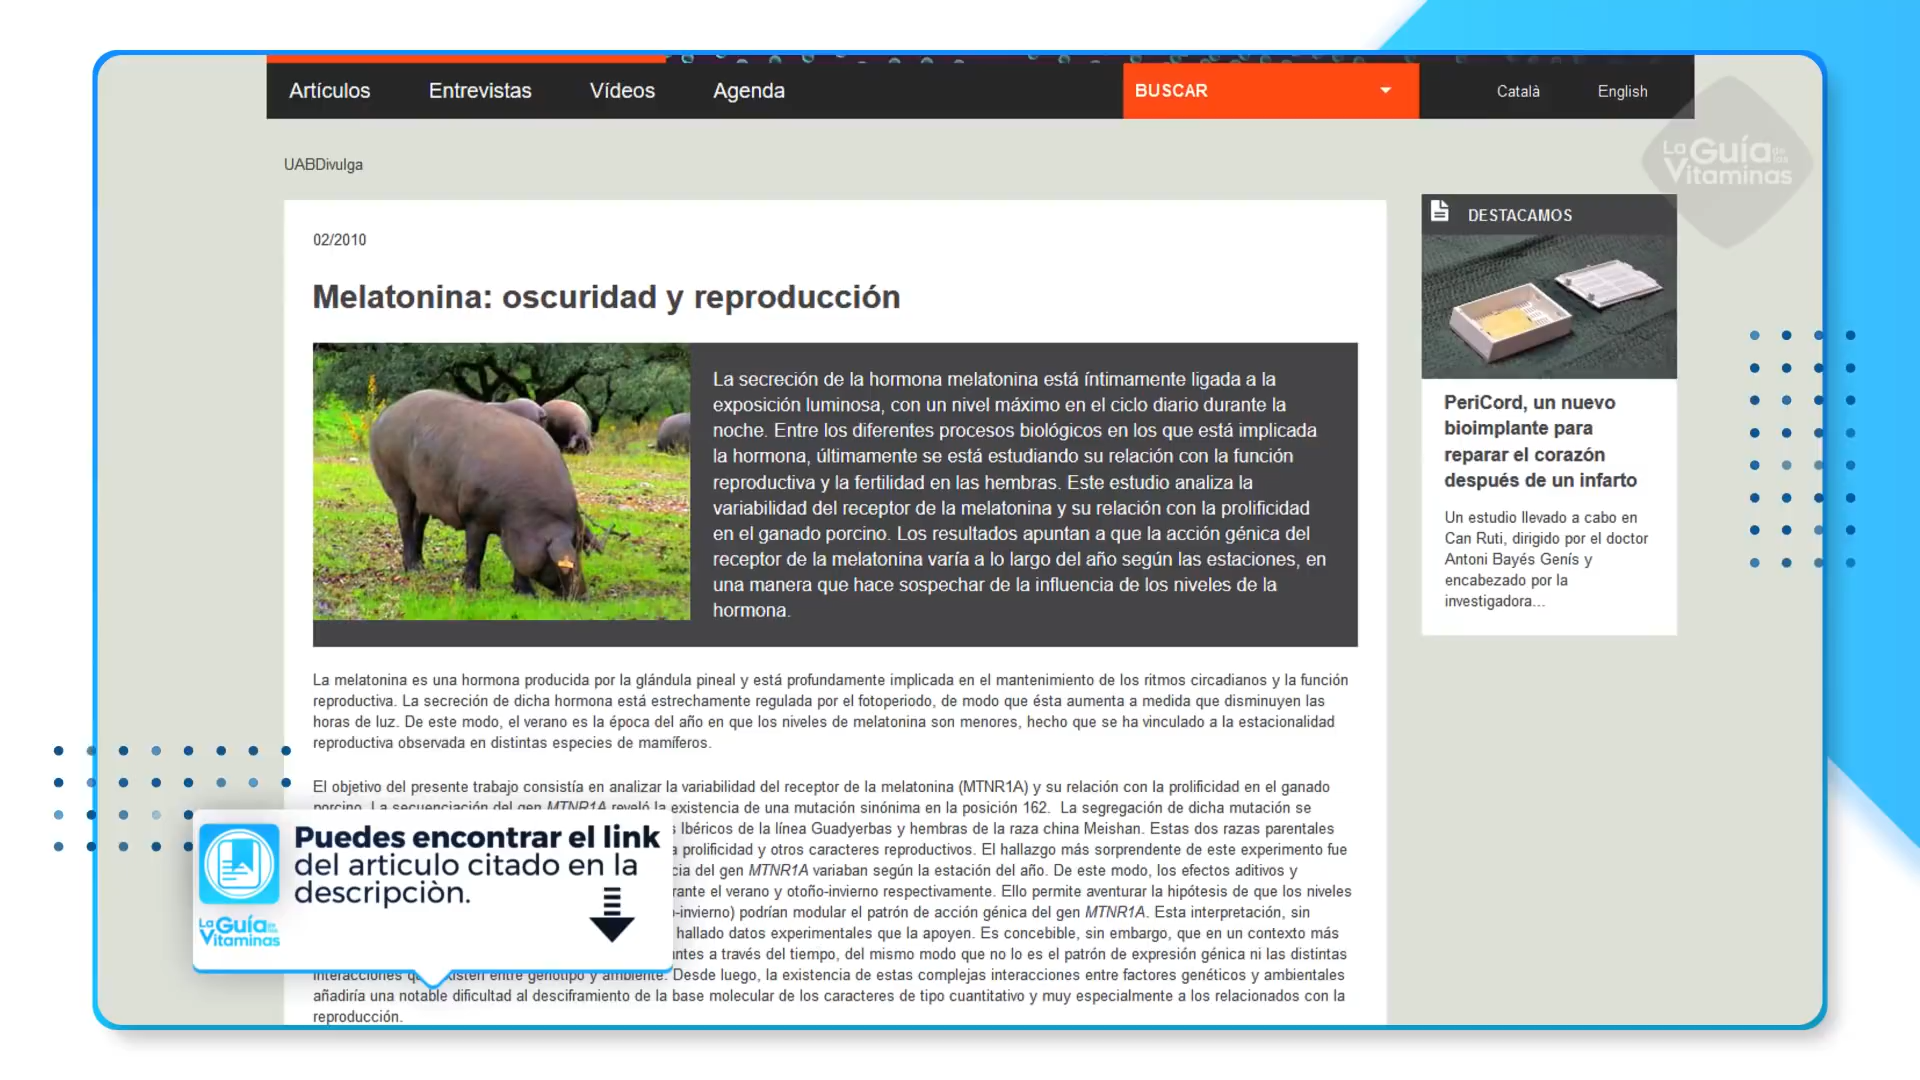 Artículos Entrevistas Vídeos Agenda BUSCAR Català English
UABDivulga
La Guía de las Vitaminas
02/2010
Melatonina: oscuridad y reproducción
La secreción de la hormona melatonina está íntimamente ligada a la
exposición luminosa, con un nivel máximo en el ciclo diario durante la
noche. Entre los diferentes procesos biológicos en los que está implicada
la hormona, últimamente se está estudiando su relación con la función
reproductiva y la fertilidad en las hembras. Este estudio analiza la
variabilidad del receptor de la melatonina y su relación con la prolificidad
en el ganado porcino. Los resultados apuntan a que la acción génica del
receptor de la melatonina varía a lo largo del año según las estaciones, en
una manera que hace sospechar de la influencia de los niveles de la
hormona.
La melatonina es una hormona producida por la glándula pineal y está profundamente implicada en el mantenimiento de los ritmos circadianos y la función
reproductiva. La secreción de dicha hormona está estrechamente regulada por el fotoperiodo, de modo que ésta aumenta a medida que disminuyen las
horas de luz. De este modo, el verano es la época del año en que los niveles de melatonina son menores, hecho que se ha vinculado a la estacionalidad
reproductiva observada en distintas especies de mamíferos.
El objetivo del presente trabajo consistía en analizar la variabilidad del receptor de la melatonina (MTNR1A) y su relación con la prolificidad en el ganado
porcino. La secuenciación del gen MTNR1A reveló la existencia de una mutación sinónima en la posición 162. La segregación de dicha mutación se
Ibéricos de la línea Guadyerbas y hembras de la raza china Meishan. Estas dos razas parentales
prolificidad y otros caracteres reproductivos. El hallazgo más sorprendente de este experimento fue
del gen MTNR1A variaban según la estación del año. De este modo, los efectos aditivos y
el verano y otoño-invierno respectivamente. Ello permite aventurar la hipótesis de que los niveles
-invierno) podrían modular el patrón de acción génica del gen MTNR1A. Esta interpretación, sin
hallado datos experimentales que la apoyen. Es concebible, sin embargo, que en un contexto más
a través del tiempo, del mismo modo que no lo es el patrón de expresión génica ni las distintas
interacciones existen entre genotipo y ambiente. Desde luego, la existencia de estas complejas interacciones entre factores genéticos y ambientales
añadiría una notable dificultad al desciframiento de la base molecular de los caracteres de tipo cuantitativo y muy especialmente a los relacionados con la
reproducción.
DESTACAMOS
PeriCord, un nuevo
bioimplante para
reparar el corazón
después de un infarto
Un estudio llevado a cabo en
Can Ruti, dirigido por el doctor
Antoni Bayés Genís y
encabezado por la
investigadora...
Puedes encontrar el link
del articulo citado en la
descripciòn.
La Guía de las
Vitaminas